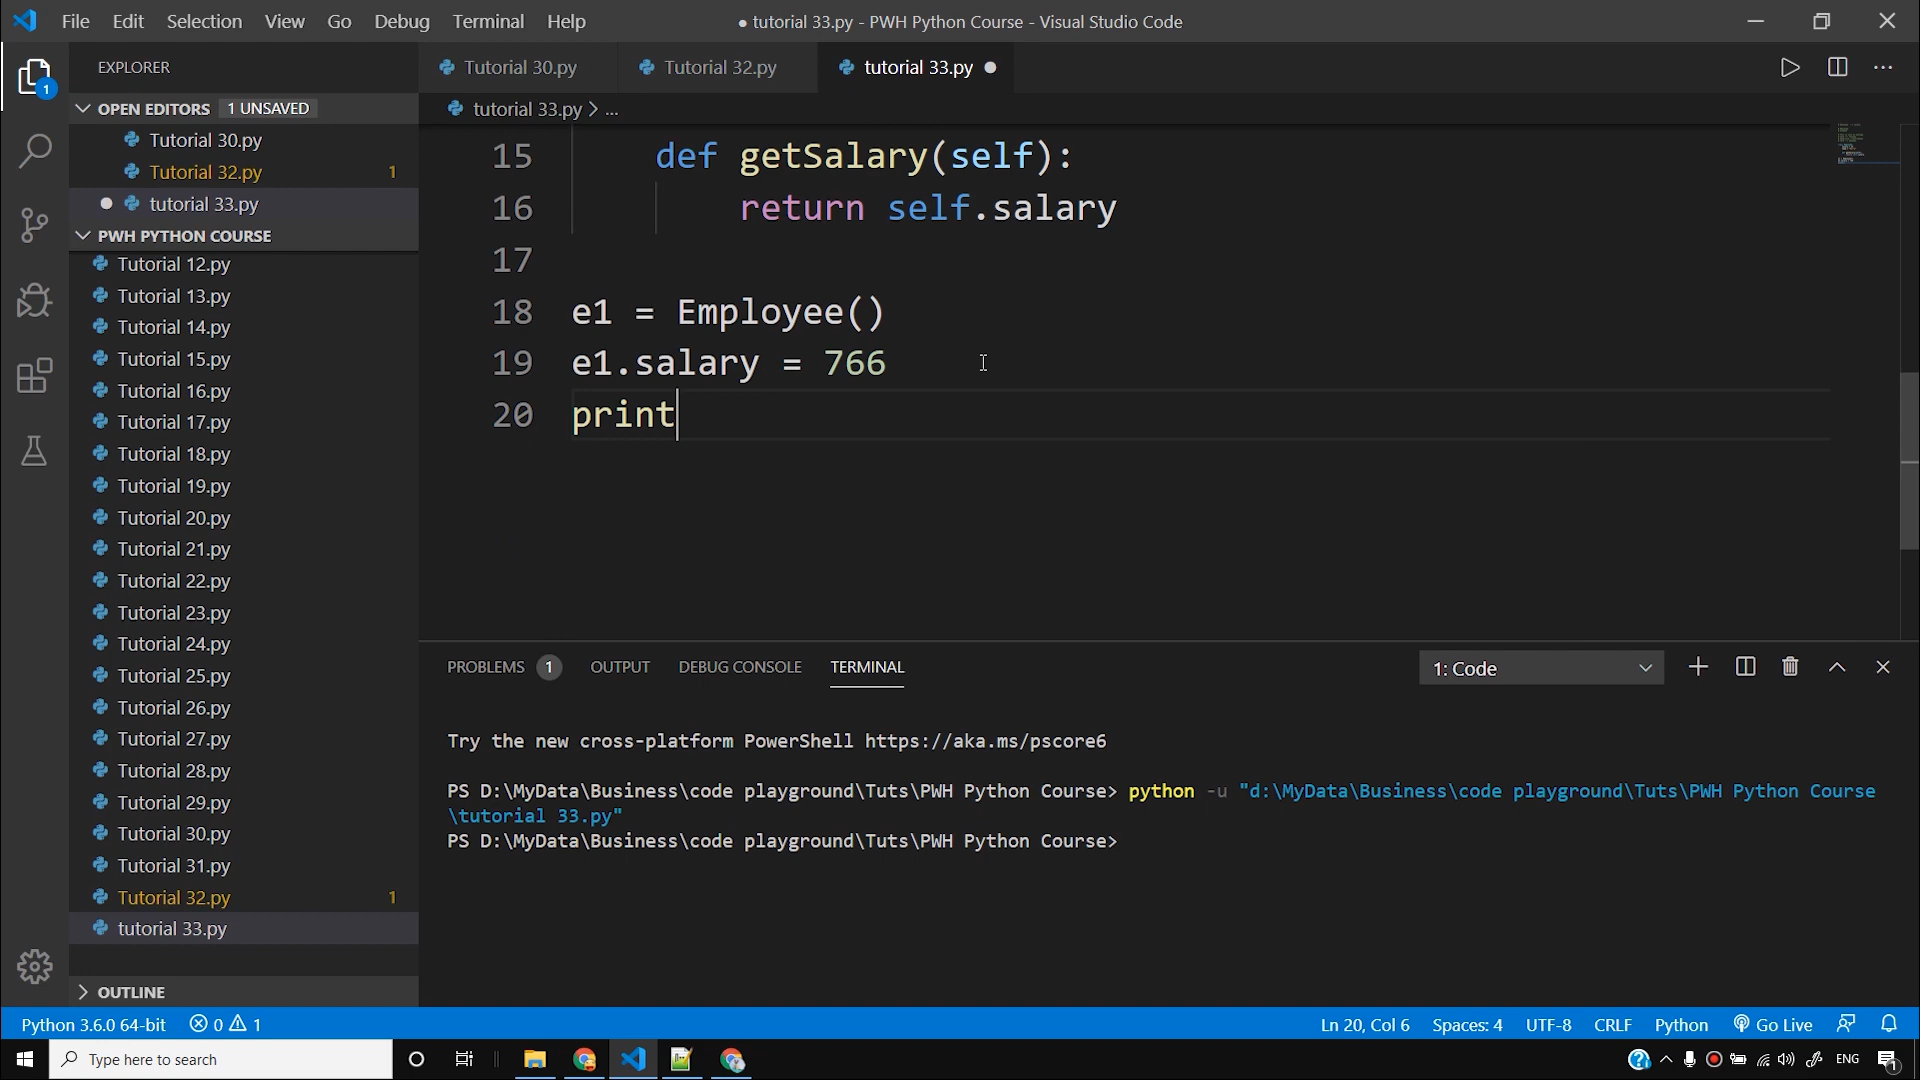 File Edit Selection View Go Debug Terminal Help ● tutorial 33.py - PWH Python Course - Visual Studio Code
EXPLORER
OPEN EDITORS 1 UNSAVED
Tutorial 30.py
Tutorial 32.py 1
tutorial 33.py
PWH PYTHON COURSE
Tutorial 12.py
Tutorial 13.py
Tutorial 14.py
Tutorial 15.py
Tutorial 16.py
Tutorial 17.py
Tutorial 18.py
Tutorial 19.py
Tutorial 20.py
Tutorial 21.py
Tutorial 22.py
Tutorial 23.py
Tutorial 24.py
Tutorial 25.py
Tutorial 26.py
Tutorial 27.py
Tutorial 28.py
Tutorial 29.py
Tutorial 30.py
Tutorial 31.py
Tutorial 32.py 1
tutorial 33.py
OUTLINE
1
Tutorial 30.py Tutorial 32.py tutorial 33.py
tutorial 33.py > ...
15 def getSalary(self):
16 return self.salary
17
18 e1 = Employee()
19 e1.salary = 766
20 print
PROBLEMS 1 OUTPUT DEBUG CONSOLE TERMINAL 1: Code
Try the new cross-platform PowerShell https://aka.ms/pscore6
PS D:\MyData\Business\code playground\Tuts\PWH Python Course> python -u "d:\MyData\Business\code playground\Tuts\PWH Python Course
\tutorial 33.py"
PS D:\MyData\Business\code playground\Tuts\PWH Python Course>
Python 3.6.0 64-bit 0 1 Ln 20, Col 6 Spaces: 4 UTF-8 CRLF Python Go Live
Type here to search ENG 1